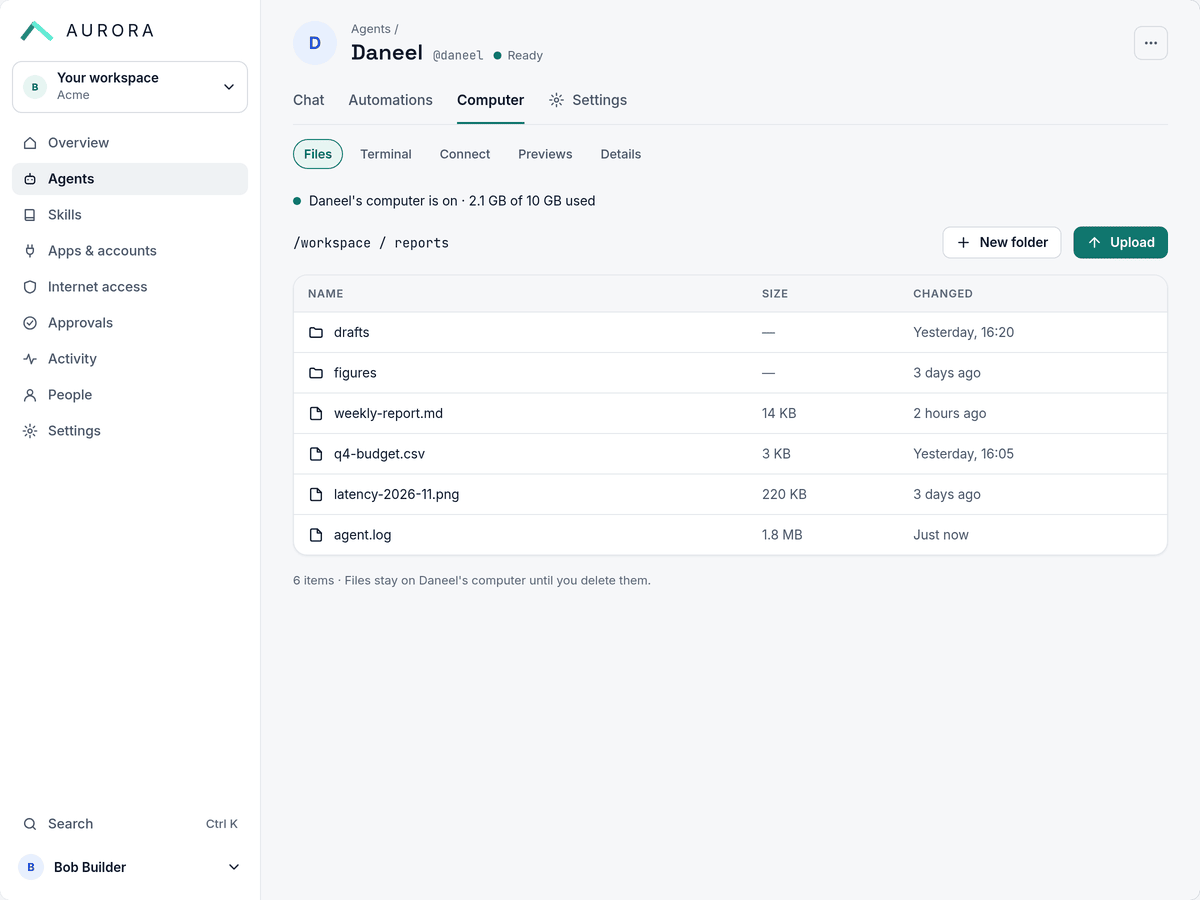 AURORA
B
Your workspace
Acme
Overview
Agents
Skills
Apps & accounts
Internet access
Approvals
Activity
People
Settings
Search Ctrl K
B Bob Builder
D
Agents /
Daneel @daneel Ready
Chat Automations Computer Settings
Files Terminal Connect Previews Details
Daneel's computer is on · 2.1 GB of 10 GB used
/workspace / reports
New folder Upload
NAME SIZE CHANGED
drafts — Yesterday, 16:20
figures — 3 days ago
weekly-report.md 14 KB 2 hours ago
q4-budget.csv 3 KB Yesterday, 16:05
latency-2026-11.png 220 KB 3 days ago
agent.log 1.8 MB Just now
6 items · Files stay on Daneel's computer until you delete them.